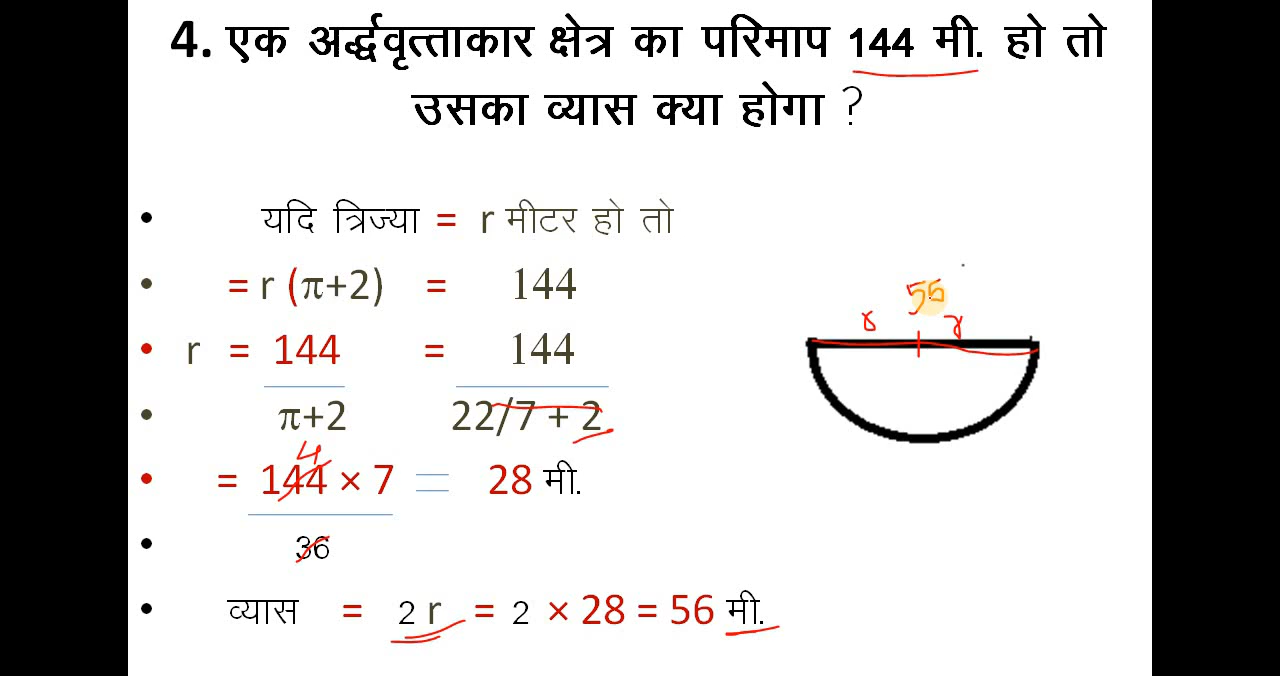 4. एक अर्द्धवृत्ताकार क्षेत्र का परिमाप 144 मी. हो तो
उसका व्यास क्या होगा ?
• यदि त्रिज्या = r मीटर हो तो
• = r (π+2) = 144
• r = 144 = 144
• π+2 22/7 + 2
4
• = 144 × 7 = 28 मी.
• 36
• व्यास = 2 r = 2 × 28 = 56 मी.
r r